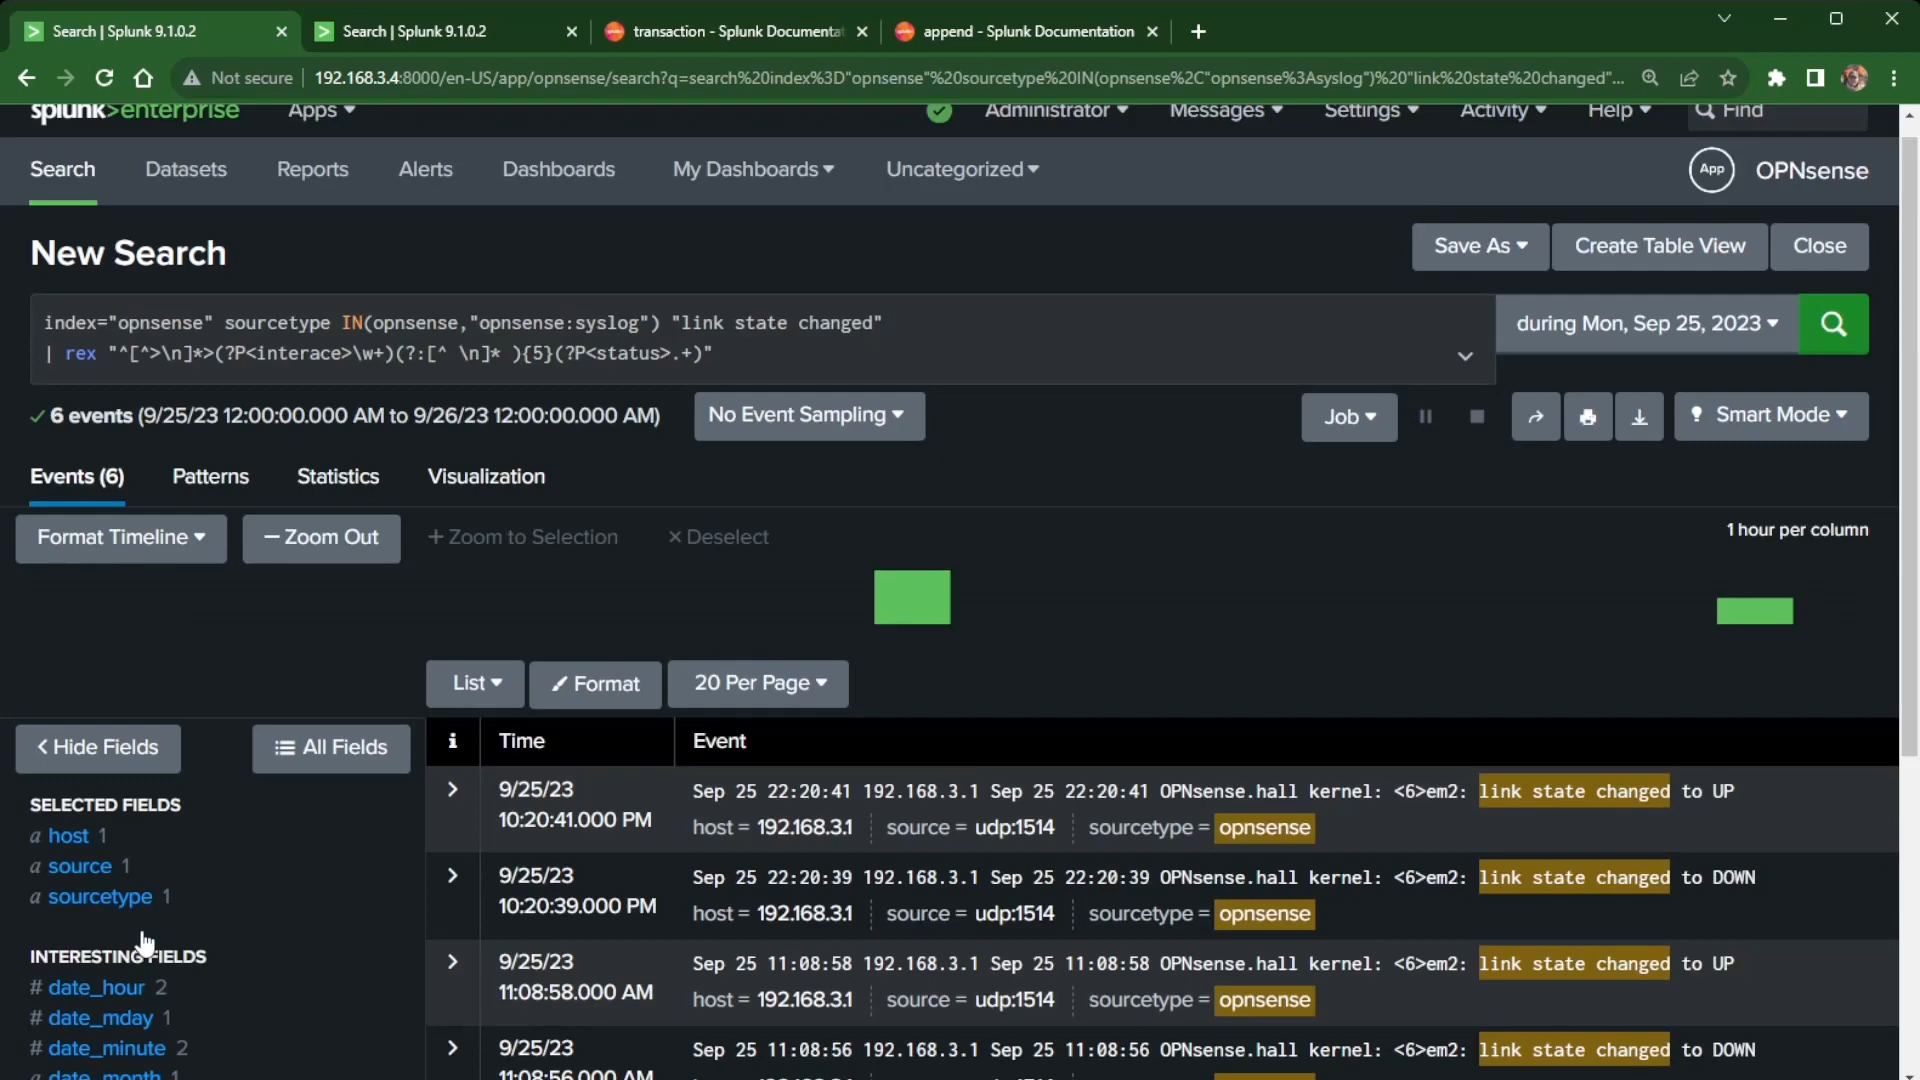 Search | Splunk 9.1.0.2
Search | Splunk 9.1.0.2
transaction - Splunk Documentat
append - Splunk Documentation
Not secure
192.168.3.4:8000/en-US/app/opnsense/search?q=search%20index%3D"opnsense"%20sourcetype%20IN(opnsense%2C"opnsense%3Asyslog")%20"link%20state%20changed"...
splunk>enterprise Apps Administrator Messages Settings Activity Help Find
Search Datasets Reports Alerts Dashboards My Dashboards Uncategorized App OPNsense
New Search
Save As Create Table View Close
index="opnsense" sourcetype IN(opnsense,"opnsense:syslog") "link state changed"
| rex "^[^>\n]*>(?P<interace>\w+)(?:[^ \n]* ){5}(?P<status>.+)"
during Mon, Sep 25, 2023
6 events (9/25/23 12:00:00.000 AM to 9/26/23 12:00:00.000 AM)
No Event Sampling
Job
Smart Mode
Events (6) Patterns Statistics Visualization
Format Timeline — Zoom Out + Zoom to Selection × Deselect
1 hour per column
List Format 20 Per Page
< Hide Fields All Fields
i Time Event
SELECTED FIELDS
a host 1
a source 1
a sourcetype 1
INTERESTING FIELDS
# date_hour 2
# date_mday 1
# date_minute 2
a date_month 1
9/25/23
10:20:41.000 PM
Sep 25 22:20:41 192.168.3.1 Sep 25 22:20:41 OPNsense.hall kernel: <6>em2: link state changed to UP
host = 192.168.3.1 source = udp:1514 sourcetype = opnsense
9/25/23
10:20:39.000 PM
Sep 25 22:20:39 192.168.3.1 Sep 25 22:20:39 OPNsense.hall kernel: <6>em2: link state changed to DOWN
host = 192.168.3.1 source = udp:1514 sourcetype = opnsense
9/25/23
11:08:58.000 AM
Sep 25 11:08:58 192.168.3.1 Sep 25 11:08:58 OPNsense.hall kernel: <6>em2: link state changed to UP
host = 192.168.3.1 source = udp:1514 sourcetype = opnsense
9/25/23
11:08:56.000 AM
Sep 25 11:08:56 192.168.3.1 Sep 25 11:08:56 OPNsense.hall kernel: <6>em2: link state changed to DOWN